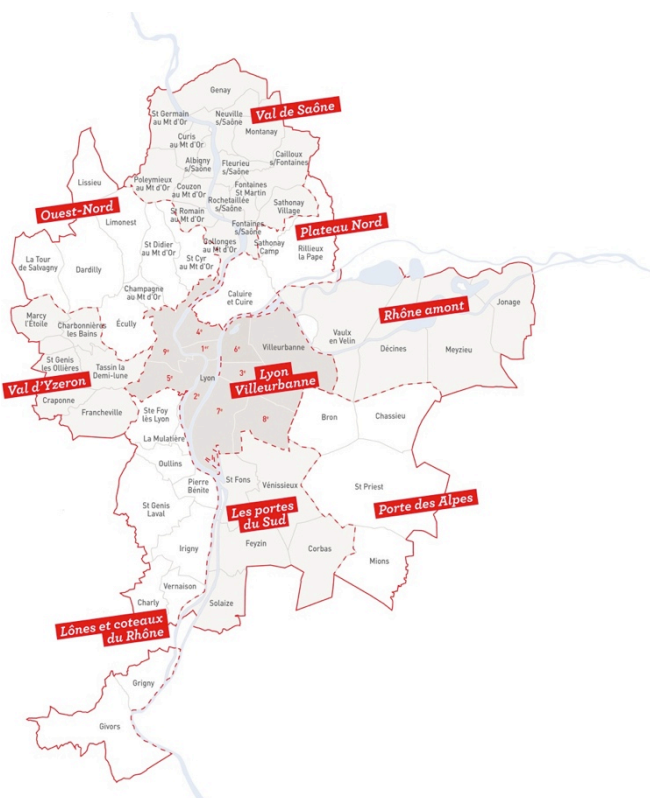 Genay
St Germain
au Mt d'Or
Neuville
s/Saône
Val de Saône
Montanay
Curis
au Mt d'Or
Albigny
s/Saône
Fleurieu
s/Saône
Cailloux
s/Fontaines
Lissieu
Poleymieux
au Mt d'Or
Couzon
au Mt d'Or
Fontaines
St Martin
Rochetaillée
s/Saône
Sathonay
Village
Ouest-Nord
St Romain
au Mt d'Or
Limonest
Fontaines
s/Saône
Plateau Nord
St Didier
au Mt d'Or
Collonges
au Mt d'Or
Sathonay
Camp
Rillieux
la Pape
La Tour
de Salvagny
Dardilly
St Cyr
au Mt d'Or
Champagne
au Mt d'Or
Caluire
et Cuire
Jonage
Rhône amont
Marcy
l'Étoile
Charbonnières
les Bains
Écully
4e
1er
6e
9e
Villeurbanne
Vaulx
en Velin
Décines
Meyzieu
St Genis
les Ollières
Tassin la
Demi-lune
5e
Lyon
3e
Lyon
Villeurbanne
Val d'Yzeron
Craponne
Francheville
2e
7e
8e
Ste Foy
lès Lyon
Bron
Chassieu
La Mulatière
Oullins
Pierre
Bénite
St Fons
Vénissieux
St Priest
St Genis
Laval
Les portes
du Sud
Porte des Alpes
Irigny
Feyzin
Corbas
Mions
Vernaison
Charly
Solaize
Lônes et coteaux
du Rhône
Grigny
Givors